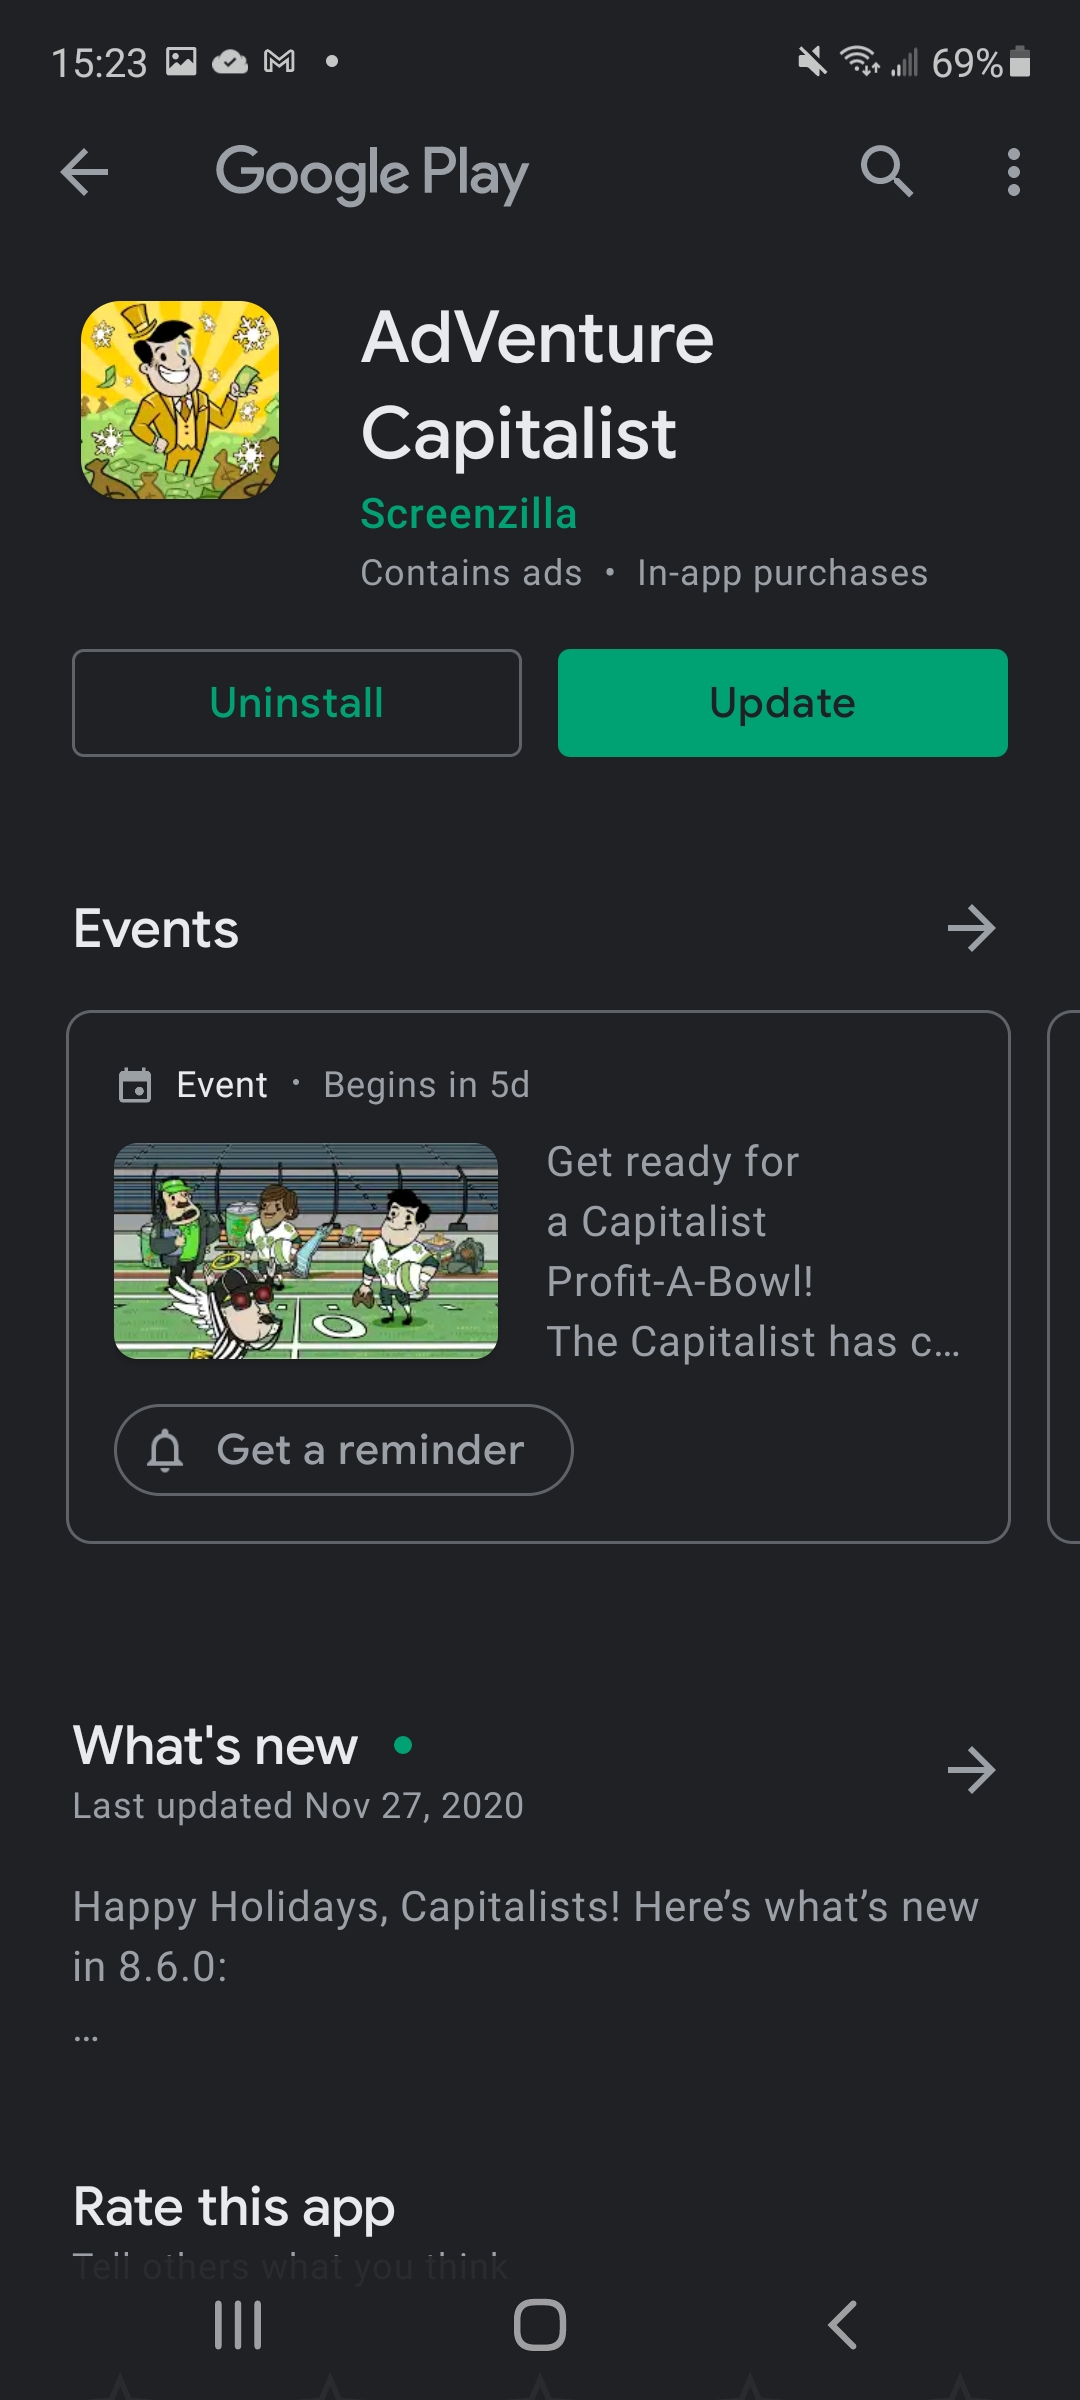 15:23
69%
Google Play
AdVenture
Capitalist
Screenzilla
Contains ads • In-app purchases
Uninstall
Update
Events
Event • Begins in 5d
Get ready for
a Capitalist
Profit-A-Bowl!
The Capitalist has c…
Get a reminder
What's new
Last updated Nov 27, 2020
Happy Holidays, Capitalists! Here’s what’s new
in 8.6.0:
…
Rate this app
Tell others what you think